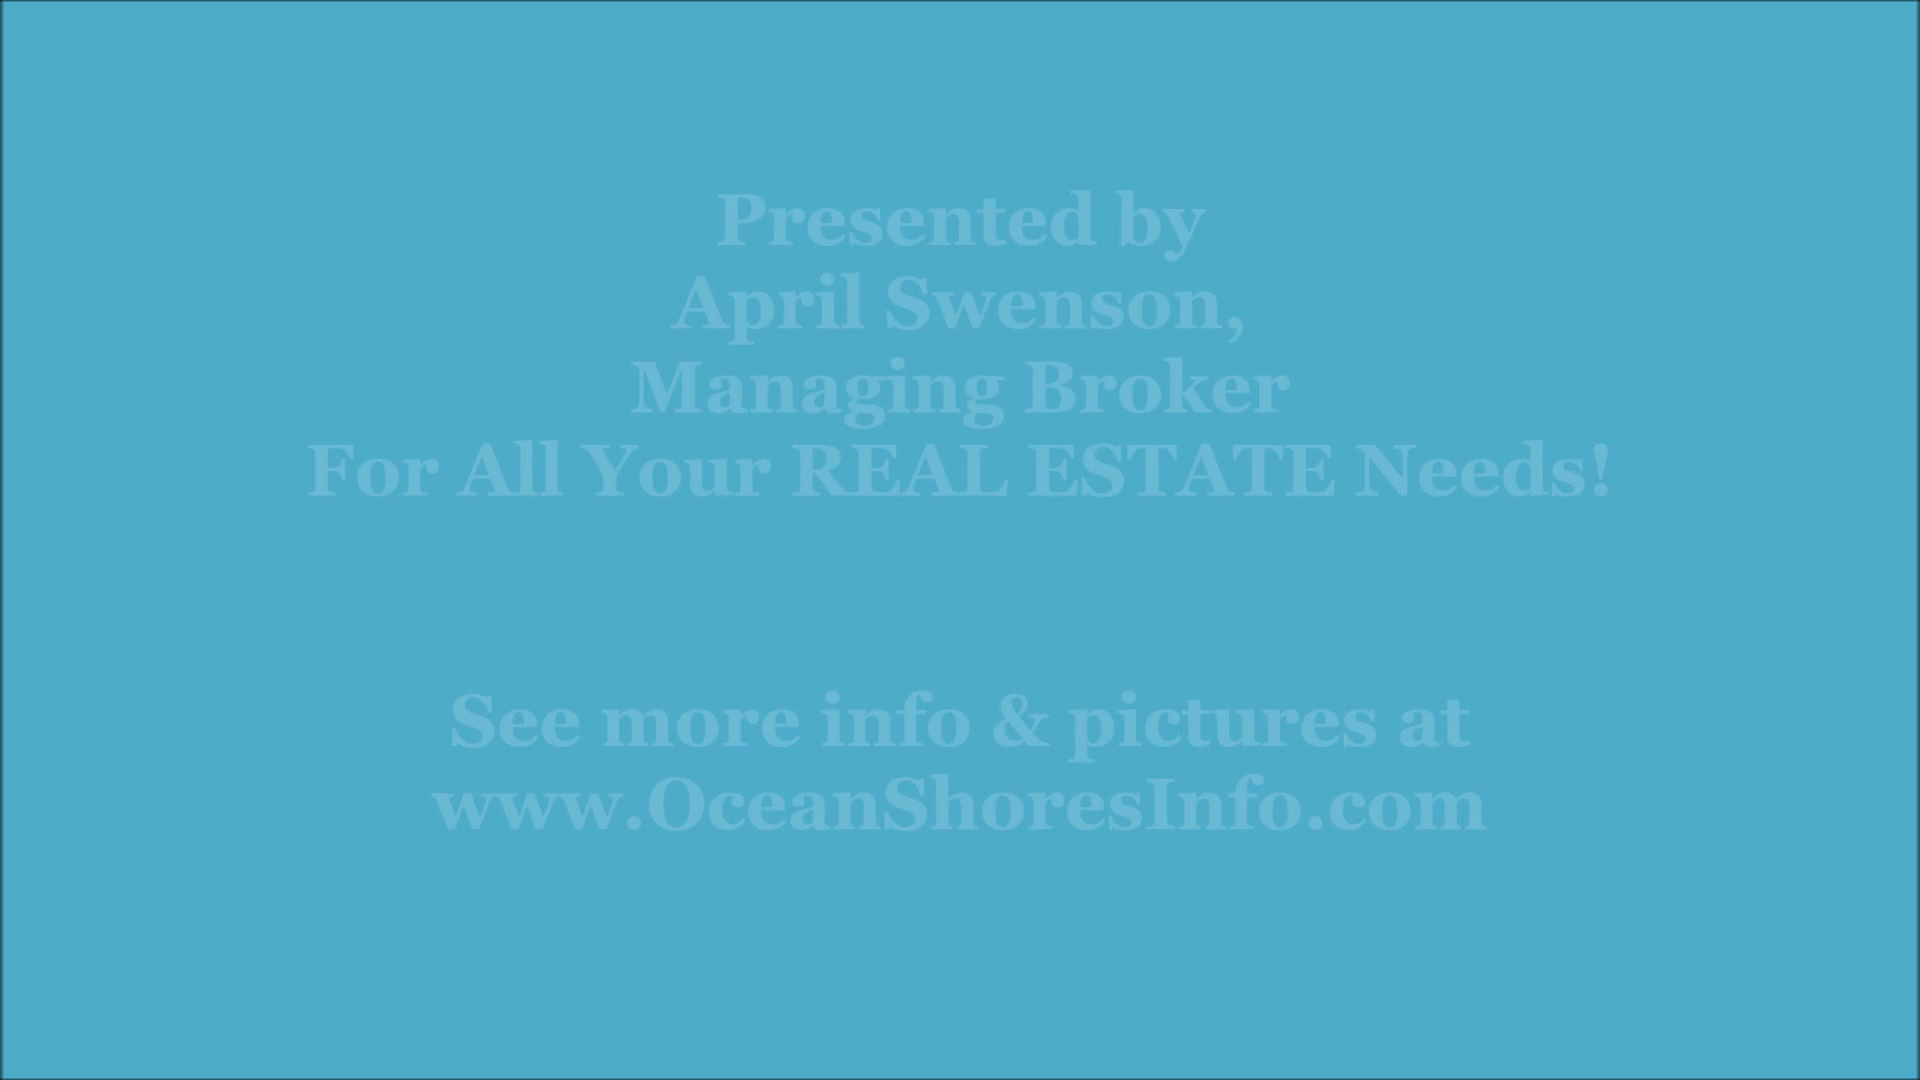 Presented by
April Swenson,
Managing Broker
For All Your REAL ESTATE Needs!
See more info & pictures at
www.OceanShoresInfo.com